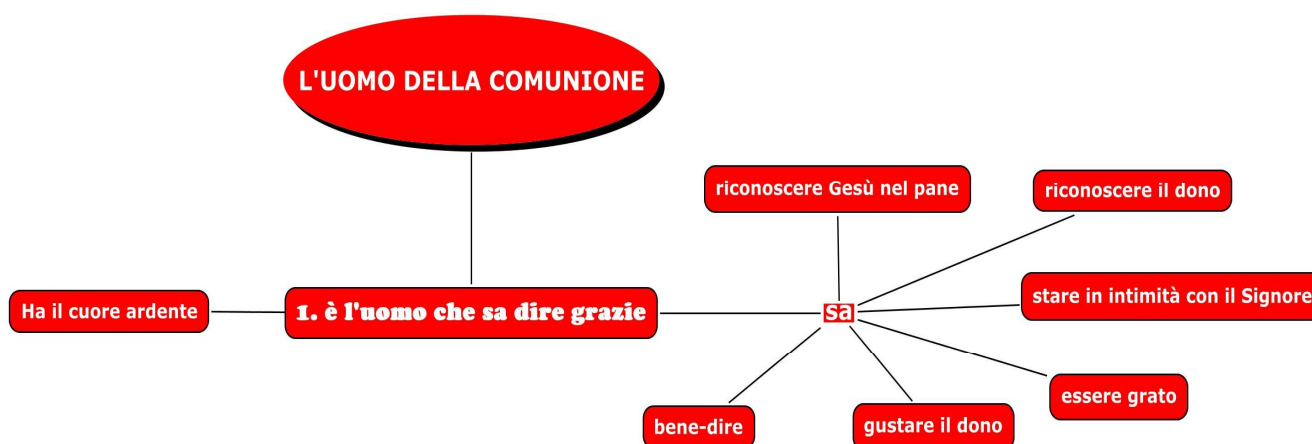 L'UOMO DELLA COMUNIONE
riconoscere Gesù nel pane
riconoscere il dono
Ha il cuore ardente
1. è l'uomo che sa dire grazie
sa
stare in intimità con il Signore
essere grato
bene-dire
gustare il dono